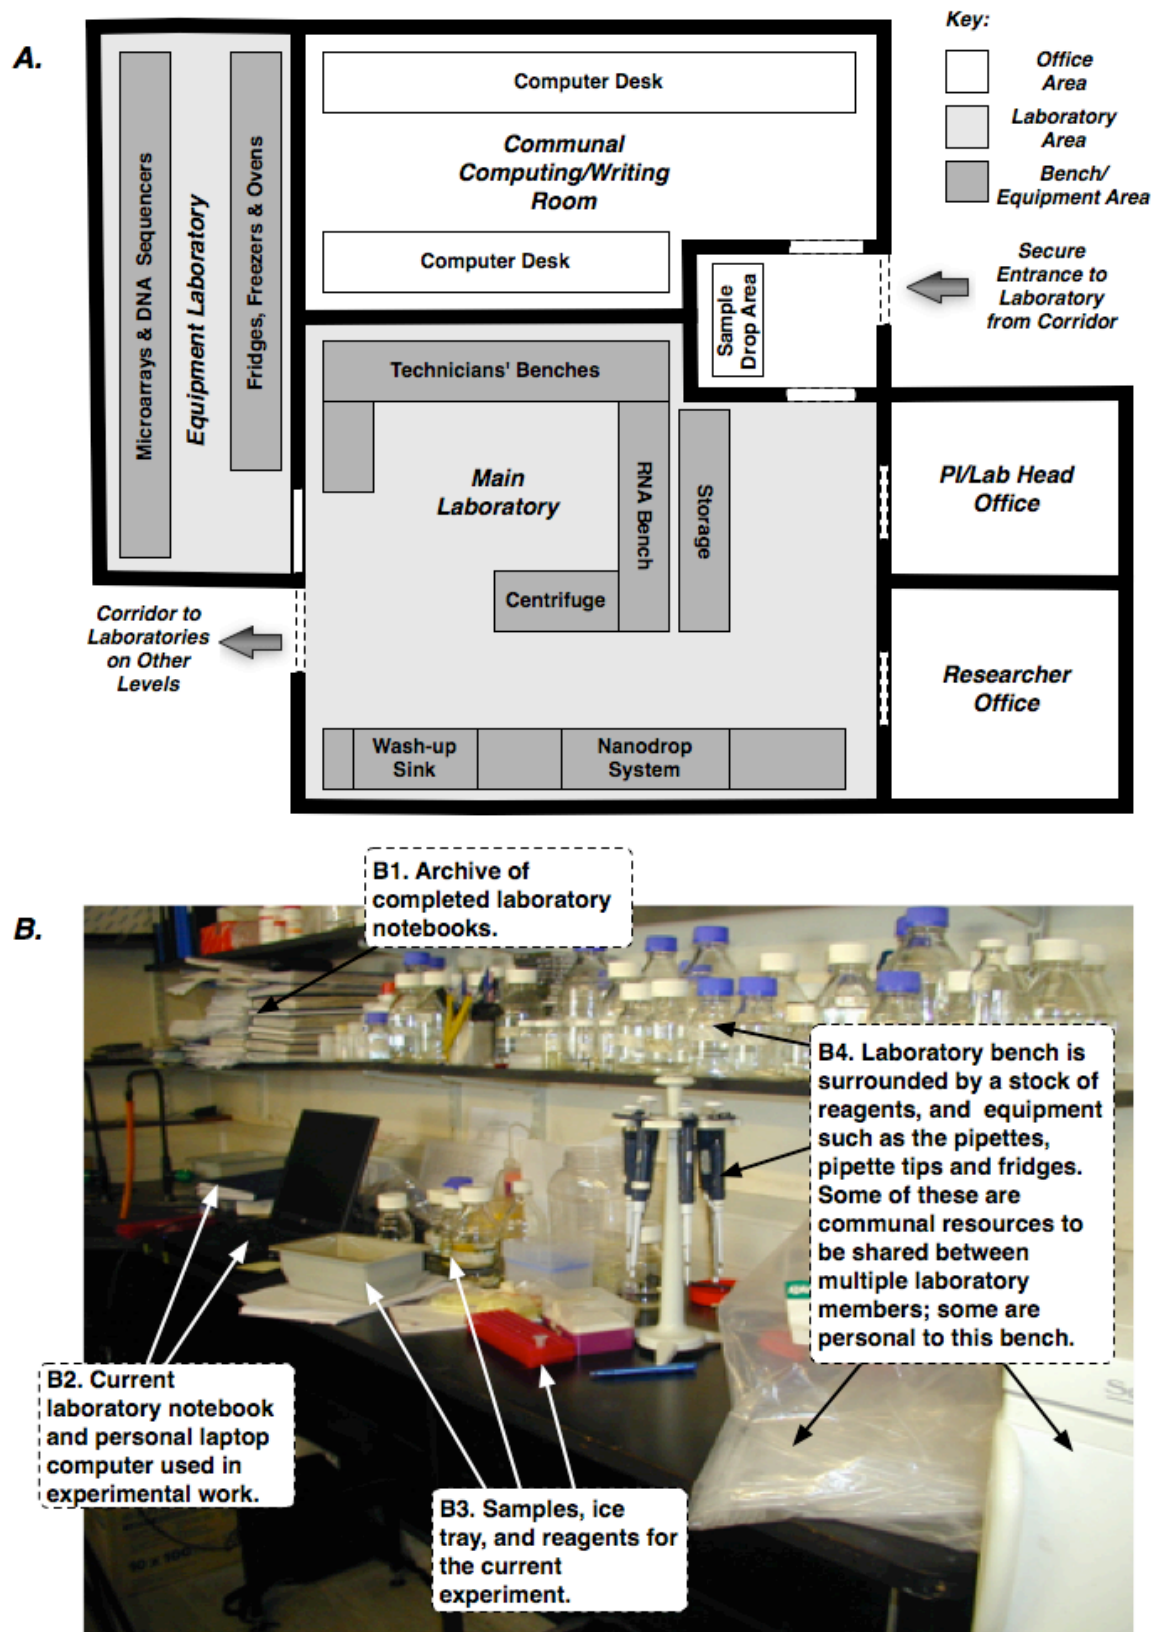 A.
Key:
Office
Area
Laboratory
Area
Bench/
Equipment Area
Computer Desk
Communal
Computing/Writing
Room
Computer Desk
Microarrays & DNA Sequencers
Equipment Laboratory
Fridges, Freezers & Ovens
Sample
Drop Area
Secure
Entrance to
Laboratory
from Corridor
Technicians' Benches
Main
Laboratory
RNA Bench
Storage
Centrifuge
PI/Lab Head
Office
Researcher
Office
Corridor to
Laboratories
on Other
Levels
Wash-up
Sink
Nanodrop
System
B.
B1. Archive of
completed laboratory
notebooks.
B4. Laboratory bench is
surrounded by a stock of
reagents, and equipment
such as the pipettes,
pipette tips and fridges.
Some of these are
communal resources to
be shared between
multiple laboratory
members; some are
personal to this bench.
B2. Current
laboratory notebook
and personal laptop
computer used in
experimental work.
B3. Samples, ice
tray, and reagents for
the current
experiment.
10 x 100